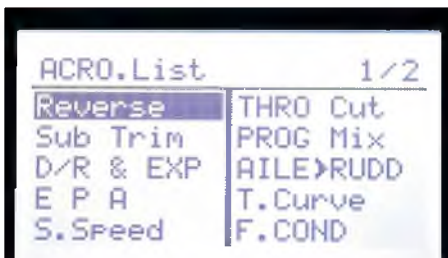 ACRO.List 1/2
Reverse THRO Cut
Sub Trim PROG Mix
D/R & EXP AILE>RUDD
E P A T.Curve
S.Speed F.COND